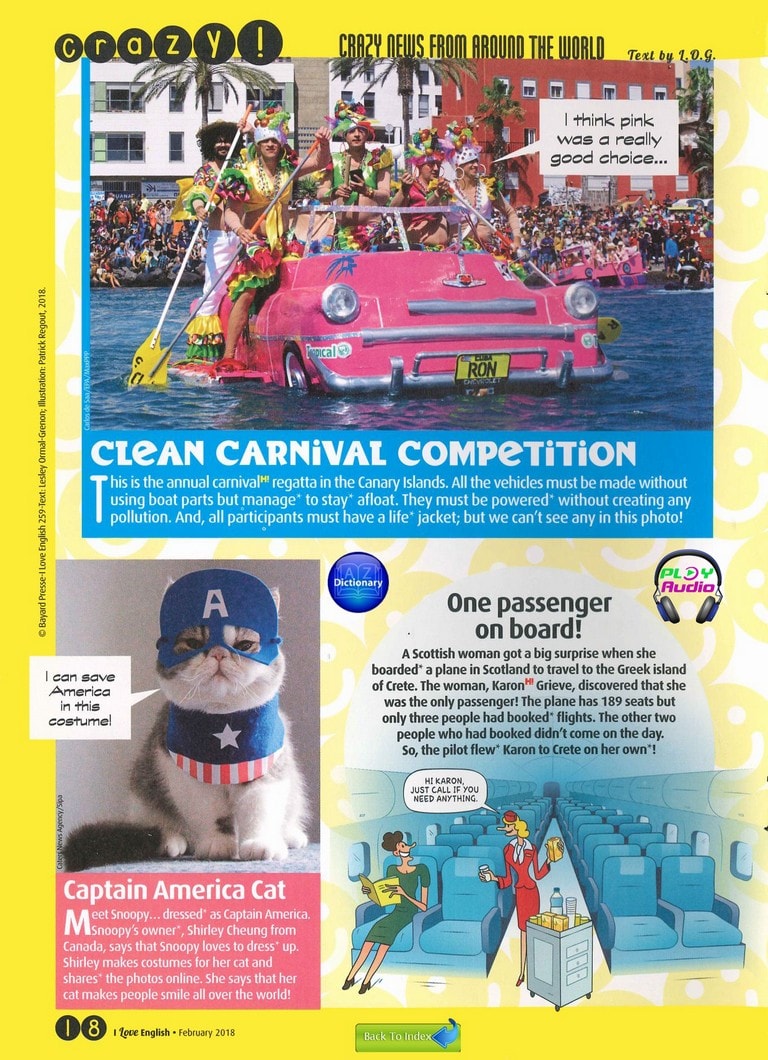 crazy!
CRAZY NEWS FROM AROUND THE WORLD
Text by L.O.G.
I think pink
was a really
good choice...
Tropical
CUBA
RON
CHEVROLET
CLEAN CARNIVAL COMPETITION
This is the annual carnival H! regatta in the Canary Islands. All the vehicles must be made without
using boat parts but manage* to stay* afloat. They must be powered* without creating any
pollution. And, all participants must have a life* jacket; but we can't see any in this photo!
© Bayard Presse-I Love English 259-Text: Lesley Ormal-Grenon; Illustration: Patrick Regout, 2018.
A
I can save
America
in this
costume!
Caters News Agency/Sipa
Captain America Cat
Meet Snoopy... dressed* as Captain America.
Snoopy's owner*, Shirley Cheung from
Canada, says that Snoopy loves to dress* up.
Shirley makes costumes for her cat and
shares* the photos online. She says that her
cat makes people smile all over the world!
A Z
Dictionary
PLAY
Audio
One passenger
on board!
A Scottish woman got a big surprise when she
boarded* a plane in Scotland to travel to the Greek island
of Crete. The woman, Karon H! Grieve, discovered that she
was the only passenger! The plane has 189 seats but
only three people had booked* flights. The other two
people who had booked didn't come on the day.
So, the pilot flew* Karon to Crete on her own*!
HI KARON,
JUST CALL IF YOU
NEED ANYTHING.
18
I Love English • February 2018
Back To Index